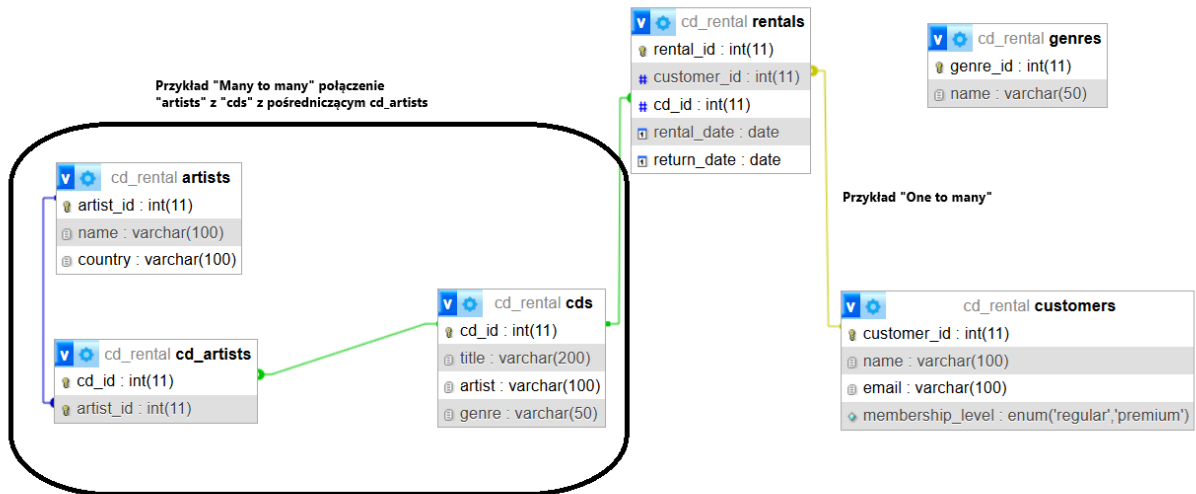 Przykład "Many to many" połączenie
"artists" z "cds" z pośredniczącym cd_artists
v cd_rental artists
artist_id : int(11)
name : varchar(100)
country : varchar(100)
v cd_rental cd_artists
cd_id : int(11)
artist_id : int(11)
v cd_rental cds
cd_id : int(11)
title : varchar(200)
artist : varchar(100)
genre : varchar(50)
v cd_rental rentals
rental_id : int(11)
# customer_id : int(11)
# cd_id : int(11)
rental_date : date
return_date : date
v cd_rental genres
genre_id : int(11)
name : varchar(50)
Przykład "One to many"
v cd_rental customers
customer_id : int(11)
name : varchar(100)
email : varchar(100)
membership_level : enum('regular','premium')